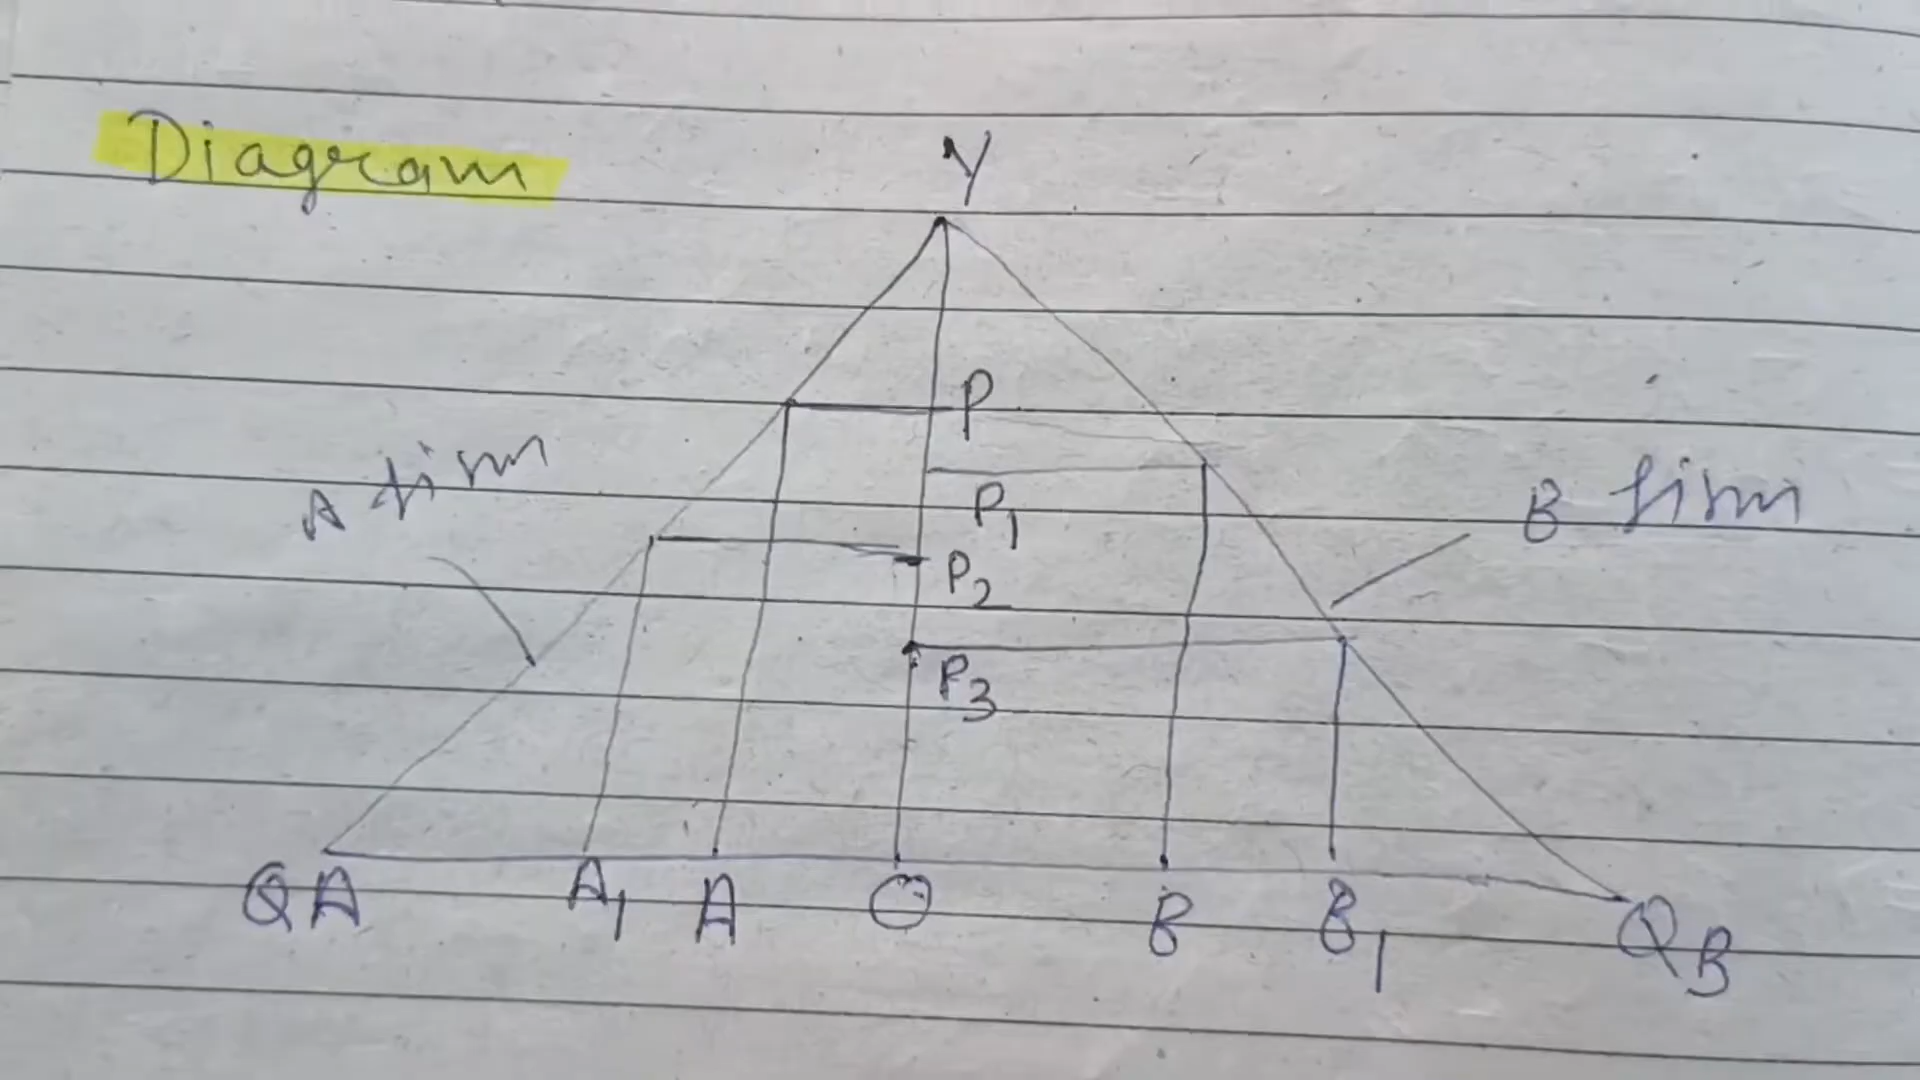 Diagram
Y
P
A firm
B firm
P1
P2
P3
QA A1 A O B B1 QB